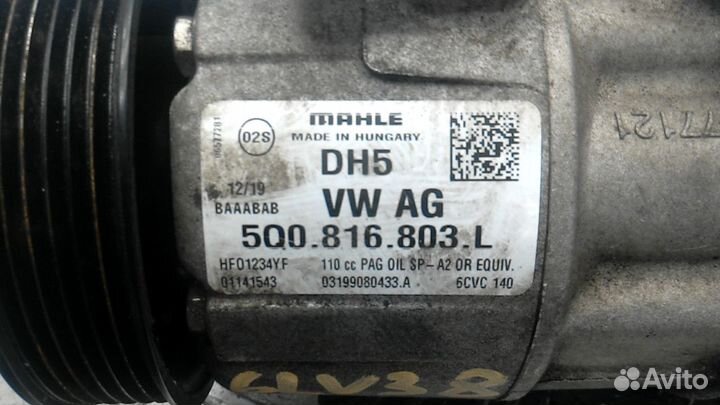 MAHLE
MADE IN HUNGARY
02S
DH5
12/19
BAAABAB
VW AG
5Q0.816.803.L
HFO1234YF 110 cc PAG OIL SP-A2 OR EQUIV.
01141543 03199080433.A 6CVC 140
77121
Avito